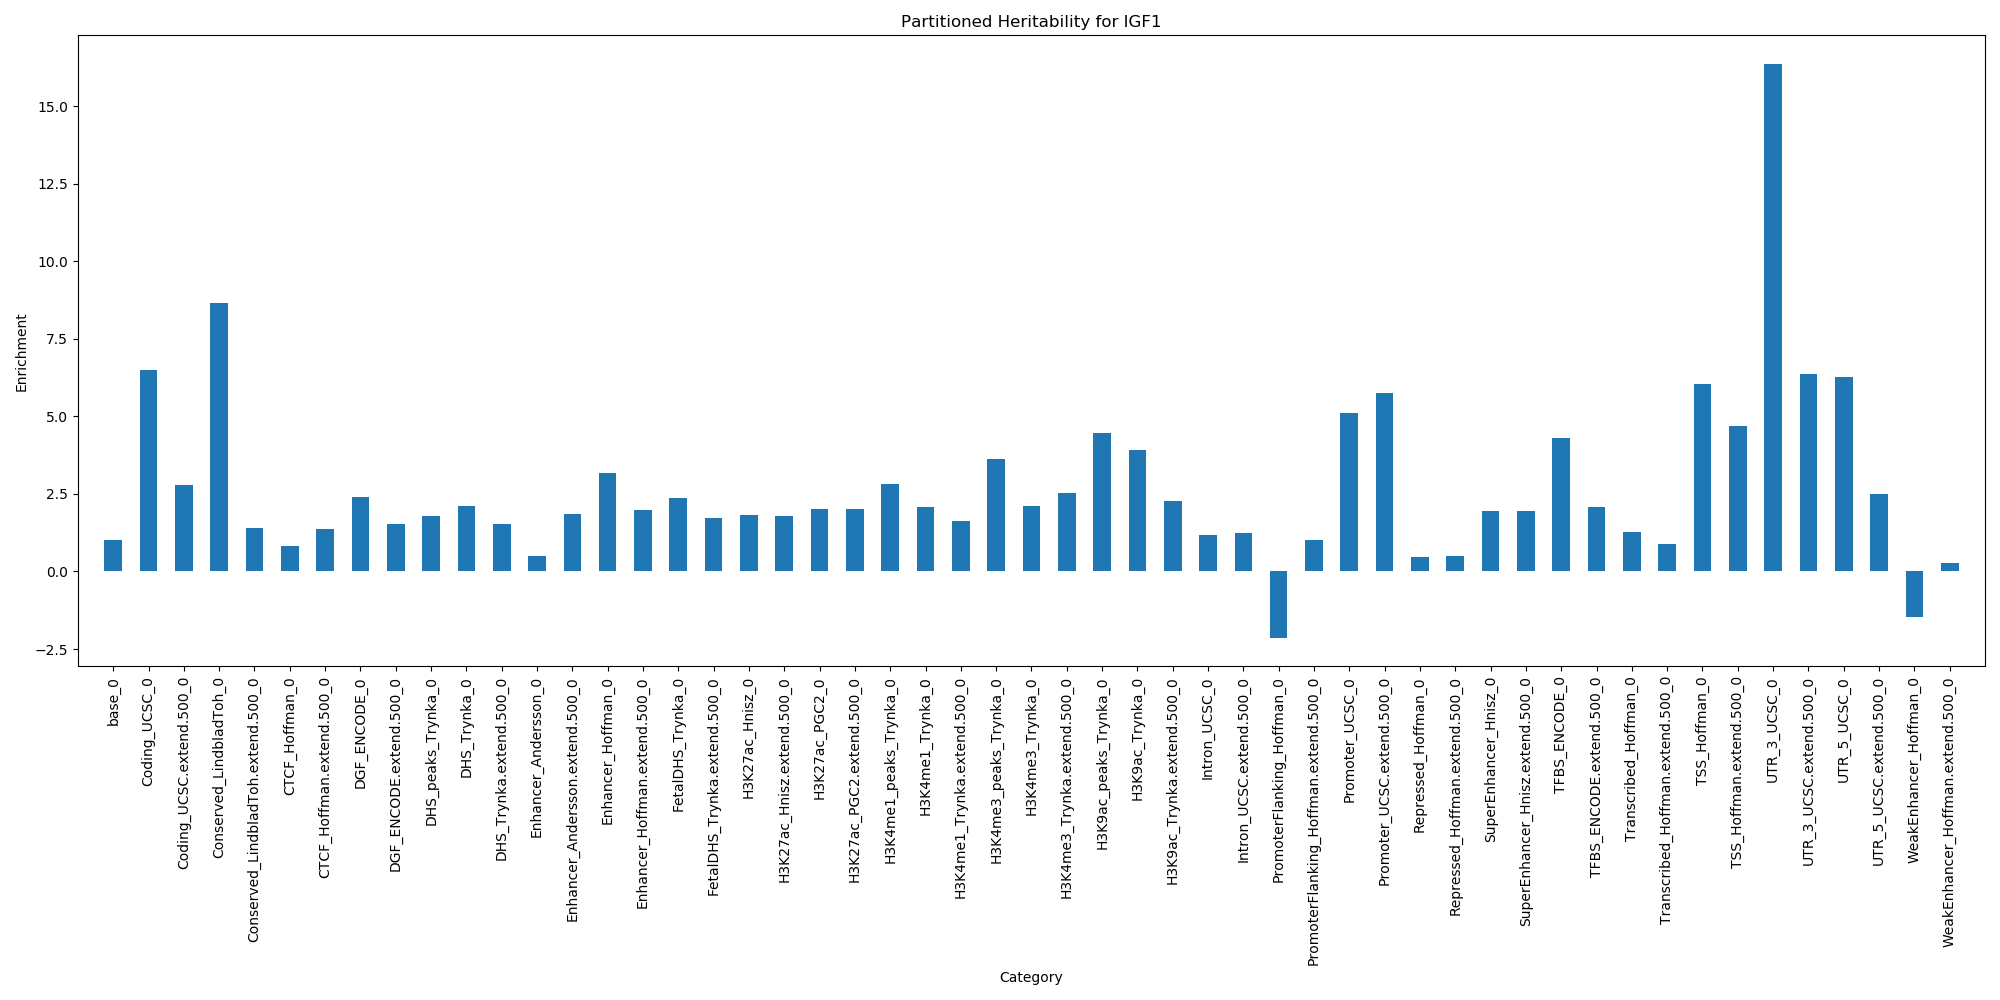 Partitioned Heritability for IGF1
Enrichment
15.0
12.5
10.0
7.5
5.0
2.5
0.0
−2.5
base_0
Coding_UCSC_0
Coding_UCSC.extend.500_0
Conserved_LindbladToh_0
Conserved_LindbladToh.extend.500_0
CTCF_Hoffman_0
CTCF_Hoffman.extend.500_0
DGF_ENCODE_0
DGF_ENCODE.extend.500_0
DHS_peaks_Trynka_0
DHS_Trynka_0
DHS_Trynka.extend.500_0
Enhancer_Andersson_0
Enhancer_Andersson.extend.500_0
Enhancer_Hoffman_0
Enhancer_Hoffman.extend.500_0
FetalDHS_Trynka_0
FetalDHS_Trynka.extend.500_0
H3K27ac_Hnisz_0
H3K27ac_Hnisz.extend.500_0
H3K27ac_PGC2_0
H3K27ac_PGC2.extend.500_0
H3K4me1_peaks_Trynka_0
H3K4me1_Trynka_0
H3K4me1_Trynka.extend.500_0
H3K4me3_peaks_Trynka_0
H3K4me3_Trynka_0
H3K4me3_Trynka.extend.500_0
H3K9ac_peaks_Trynka_0
H3K9ac_Trynka_0
H3K9ac_Trynka.extend.500_0
Intron_UCSC_0
Intron_UCSC.extend.500_0
PromoterFlanking_Hoffman_0
PromoterFlanking_Hoffman.extend.500_0
Promoter_UCSC_0
Promoter_UCSC.extend.500_0
Repressed_Hoffman_0
Repressed_Hoffman.extend.500_0
SuperEnhancer_Hnisz_0
SuperEnhancer_Hnisz.extend.500_0
TFBS_ENCODE_0
TFBS_ENCODE.extend.500_0
Transcribed_Hoffman_0
Transcribed_Hoffman.extend.500_0
TSS_Hoffman_0
TSS_Hoffman.extend.500_0
UTR_3_UCSC_0
UTR_3_UCSC.extend.500_0
UTR_5_UCSC_0
UTR_5_UCSC.extend.500_0
WeakEnhancer_Hoffman_0
WeakEnhancer_Hoffman.extend.500_0
Category